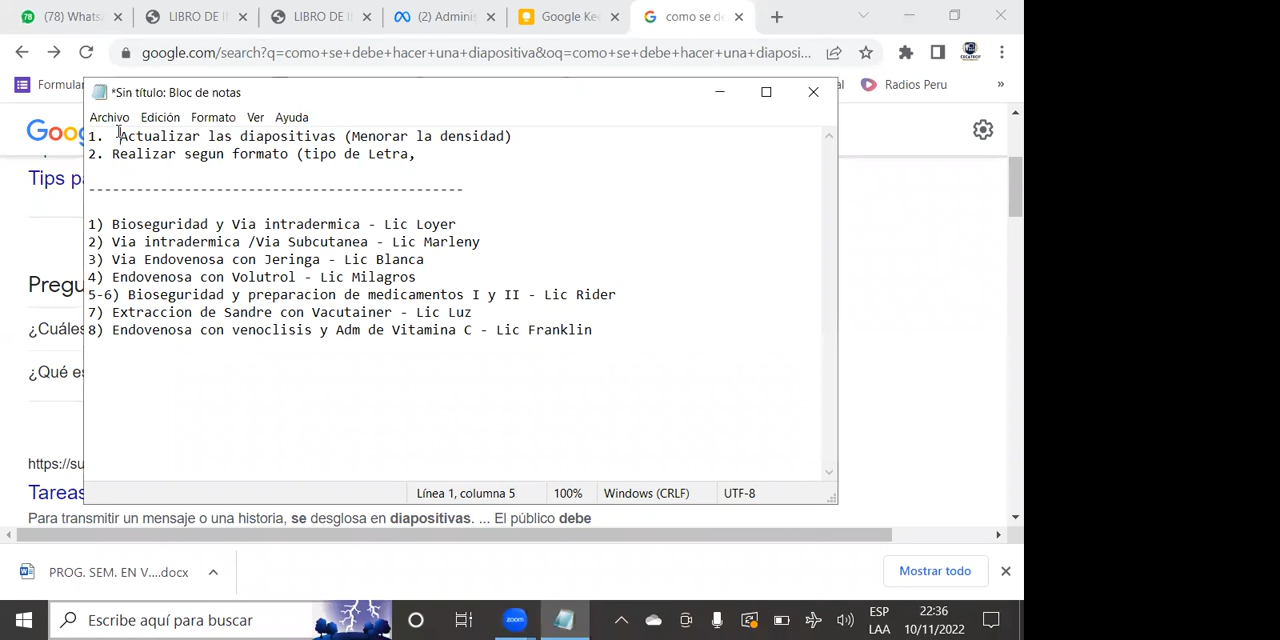 (78) Whats
LIBRO DE I
LIBRO DE I
(2) Adminis
Google Kee
como se de
google.com/search?q=como+se+debe+hacer+una+diapositiva&oq=como+se+debe+hacer+una+diaposi...
Formular
al
Radios Peru
»
*Sin título: Bloc de notas
Archivo Edición Formato Ver Ayuda
Goog
1. Actualizar las diapositivas (Menorar la densidad)
2. Realizar segun formato (tipo de Letra,
Tips pa
-----------------------------------------------
1) Bioseguridad y Via intradermica - Lic Loyer
2) Via intradermica /Via Subcutanea - Lic Marleny
3) Via Endovenosa con Jeringa - Lic Blanca
4) Endovenosa con Volutrol - Lic Milagros
5-6) Bioseguridad y preparacion de medicamentos I y II - Lic Rider
7) Extraccion de Sandre con Vacutainer - Lic Luz
8) Endovenosa con venoclisis y Adm de Vitamina C - Lic Franklin
Pregu
¿Cuáles
¿Qué es
https://su
Tareas
Línea 1, columna 5 100% Windows (CRLF) UTF-8
Para transmitir un mensaje o una historia, se desglosa en diapositivas. ... El público debe
PROG. SEM. EN V....docx
Mostrar todo
Escribe aquí para buscar
zoom
ESP
LAA
22:36
10/11/2022